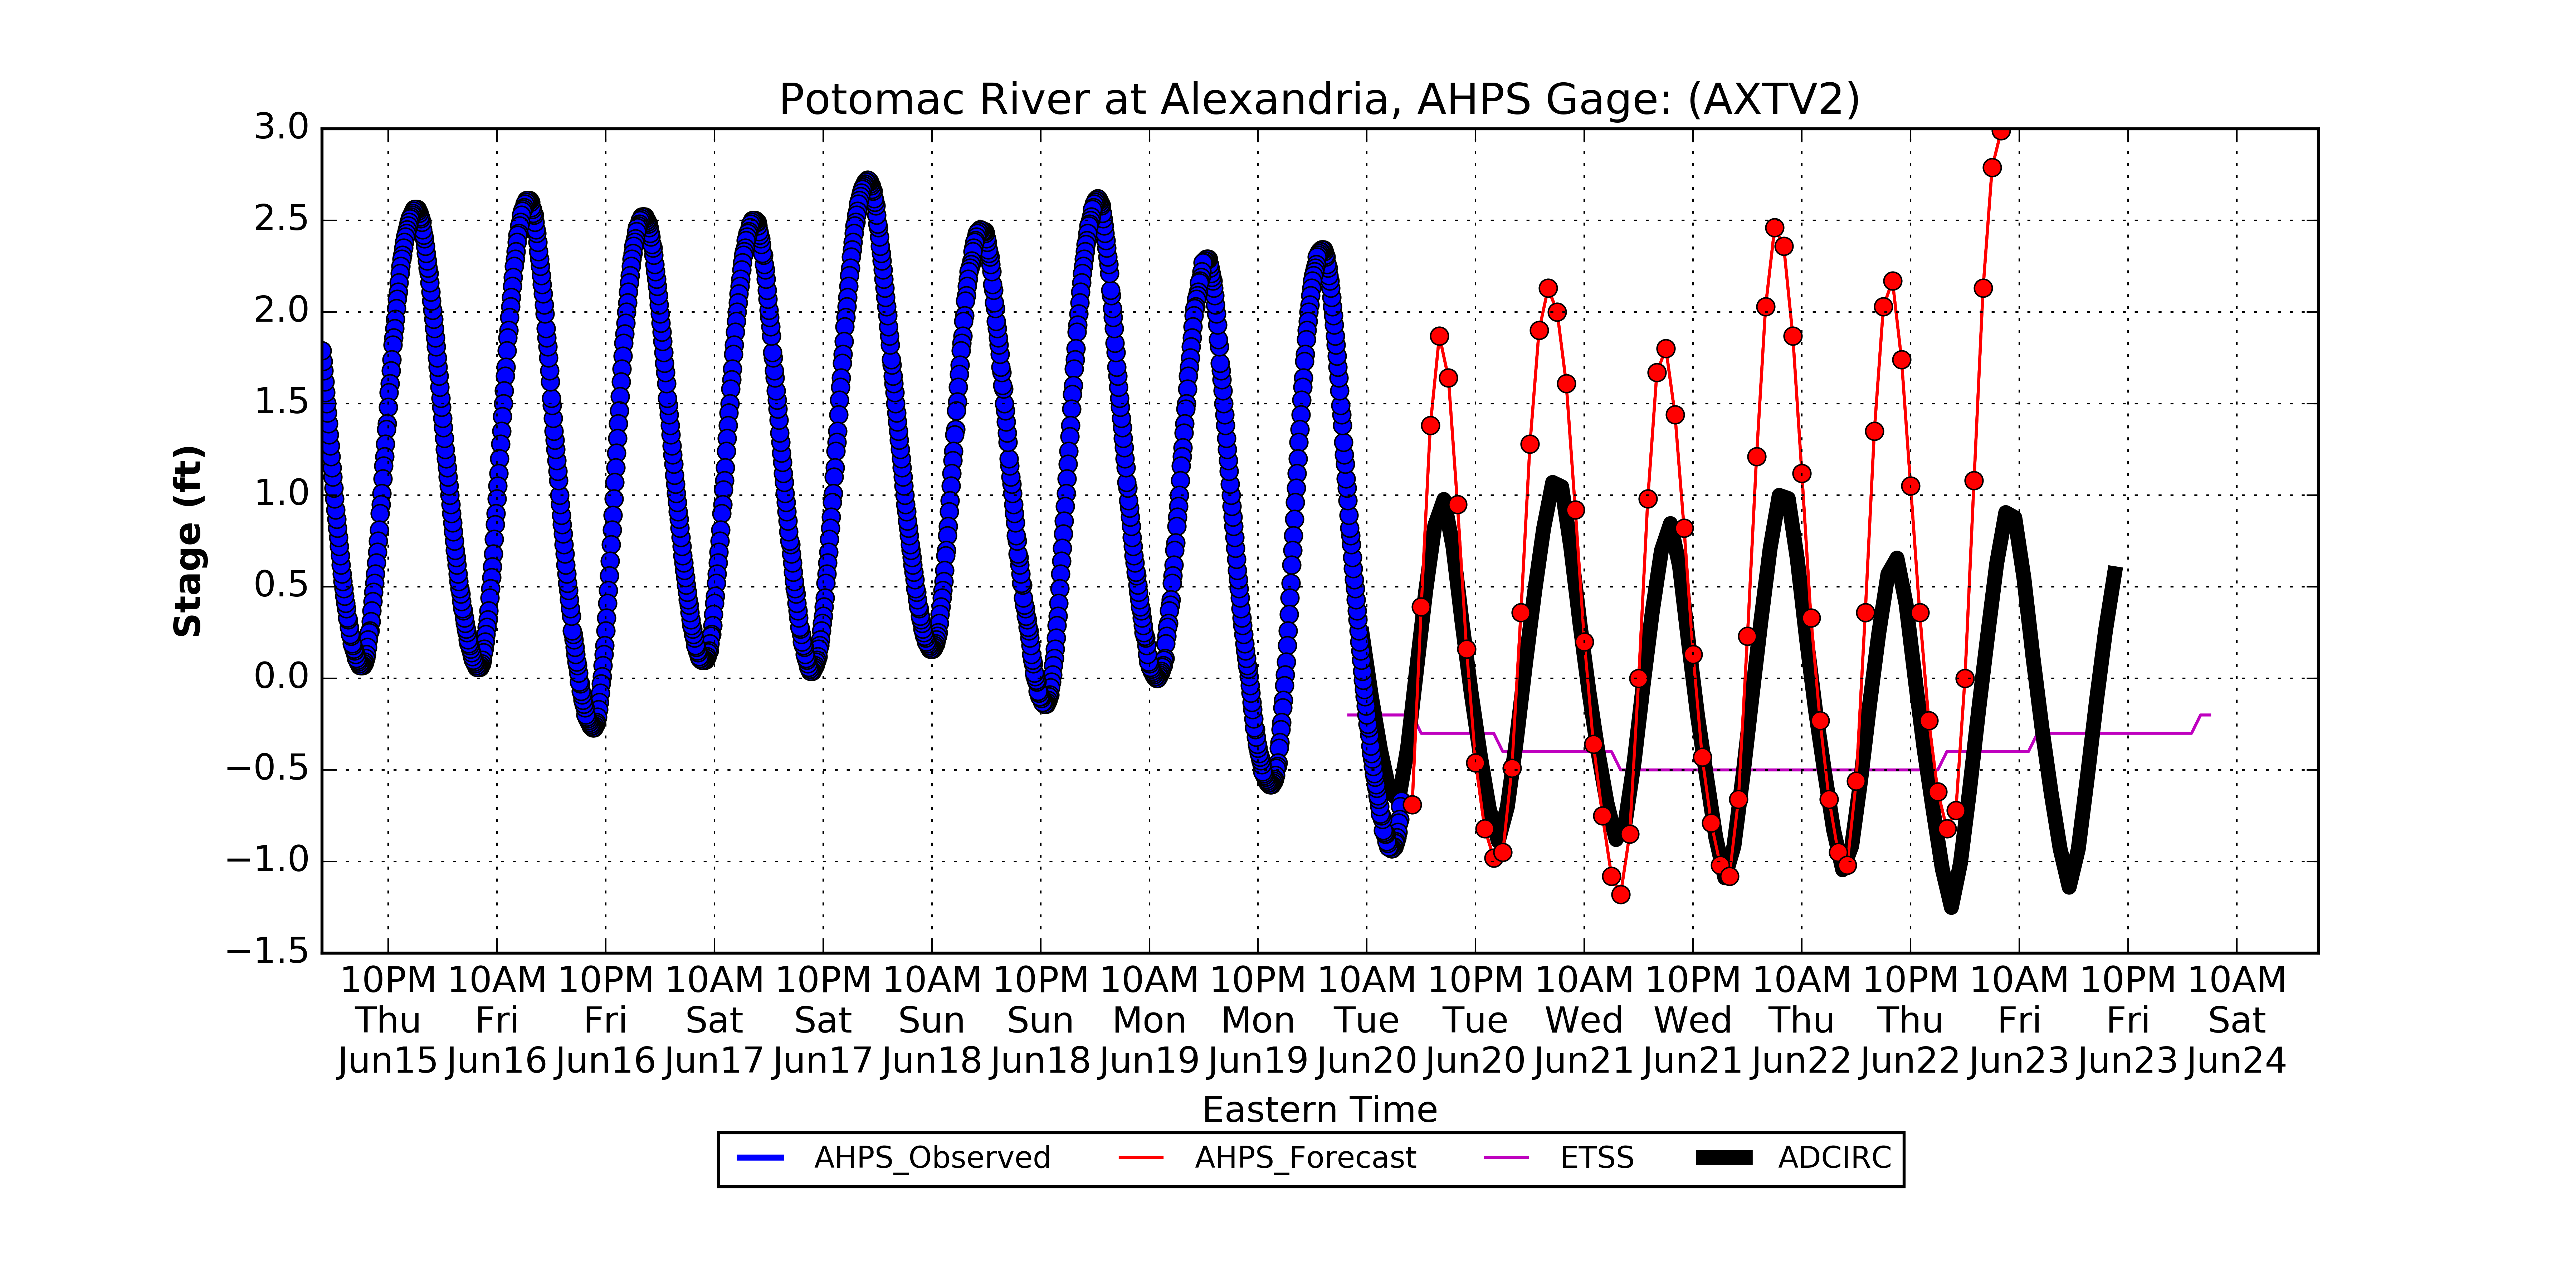 Potomac River at Alexandria, AHPS Gage: (AXTV2)
3.0
2.5
2.0
1.5
1.0
0.5
0.0
−0.5
−1.0
−1.5
Stage (ft)
10PM 10AM 10PM 10AM 10PM 10AM 10PM 10AM 10PM 10AM 10PM 10AM 10PM 10AM 10PM 10AM 10PM 10AM
Thu Fri Fri Sat Sat Sun Sun Mon Mon Tue Tue Wed Wed Thu Thu Fri Fri Sat
Jun15 Jun16 Jun16 Jun17 Jun17 Jun18 Jun18 Jun19 Jun19 Jun20 Jun20 Jun21 Jun21 Jun22 Jun22 Jun23 Jun23 Jun24
Eastern Time
AHPS_Observed AHPS_Forecast ETSS ADCIRC